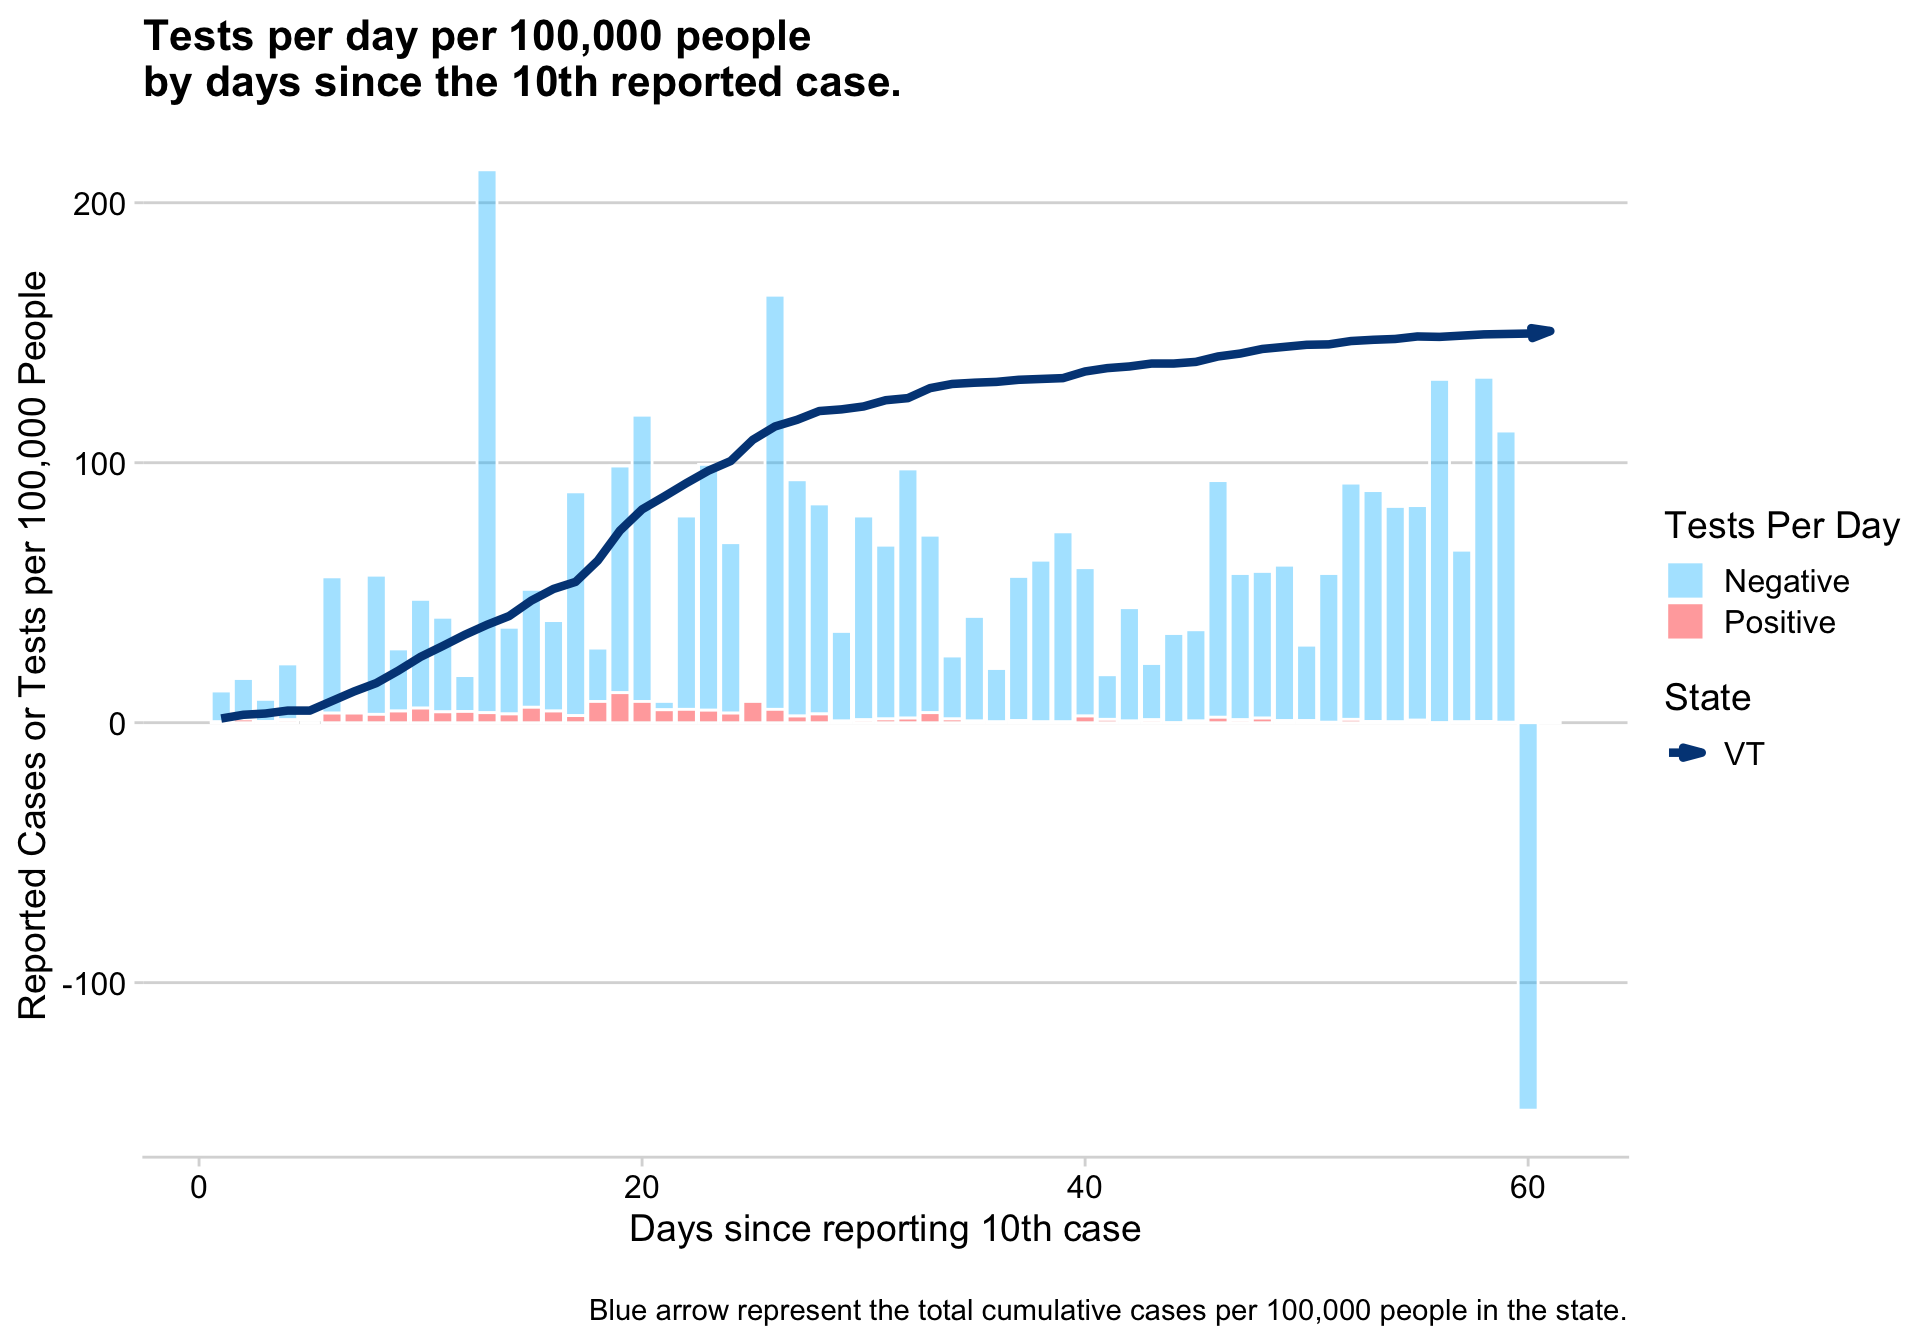 Tests per day per 100,000 people
by days since the 10th reported case.
Reported Cases or Tests per 100,000 People
200
100
0
-100
0
20
40
60
Days since reporting 10th case
Tests Per Day
Negative
Positive
State
VT
Blue arrow represent the total cumulative cases per 100,000 people in the state.